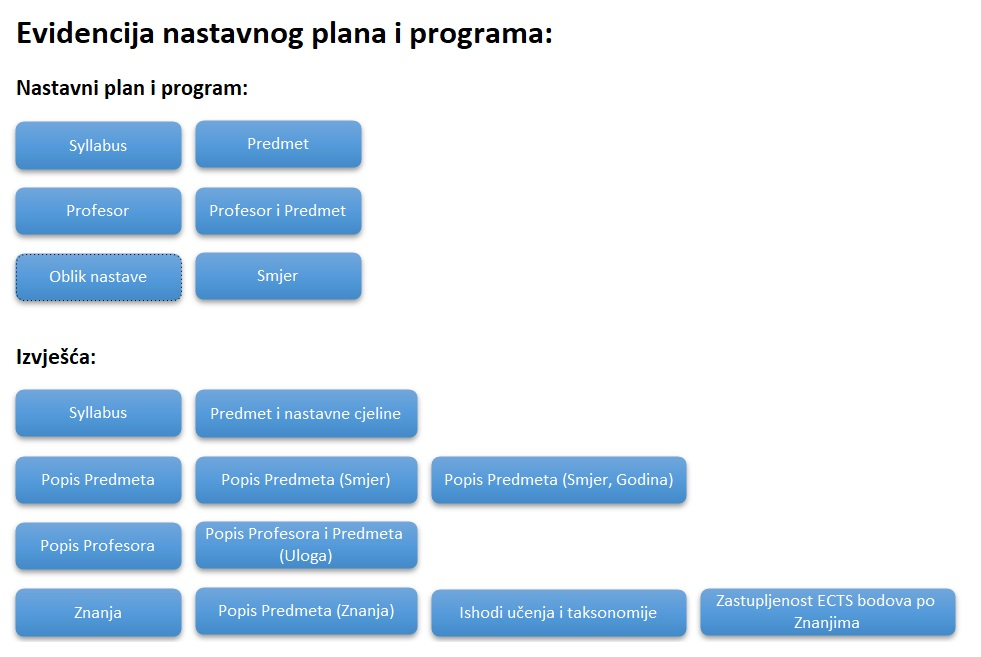 Evidencija nastavnog plana i programa:
Nastavni plan i program:
Syllabus
Predmet
Profesor
Profesor i Predmet
Oblik nastave
Smjer
Izvješća:
Syllabus
Predmet i nastavne cjeline
Popis Predmeta
Popis Predmeta (Smjer)
Popis Predmeta (Smjer, Godina)
Popis Profesora
Popis Profesora i Predmeta
(Uloga)
Znanja
Popis Predmeta (Znanja)
Ishodi učenja i taksonomije
Zastupljenost ECTS bodova po
Znanjima